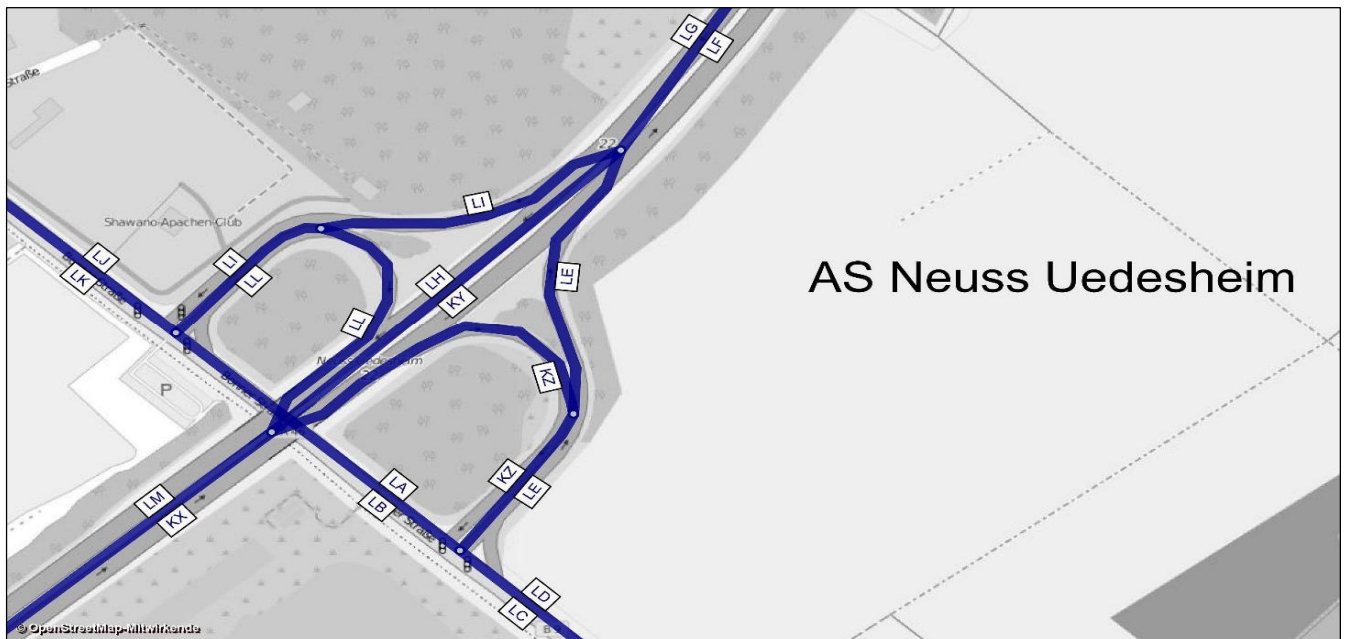 LG
LF
Straße
22
LI
Shawano-Apachen-Club
LJ
LK
LI
LL
LH
KY
LE
AS Neuss Uedesheim
LL
P
KZ
LA
LB
KZ
LE
LM
KX
LD
LC
© OpenStreetMap-Mitwirkende